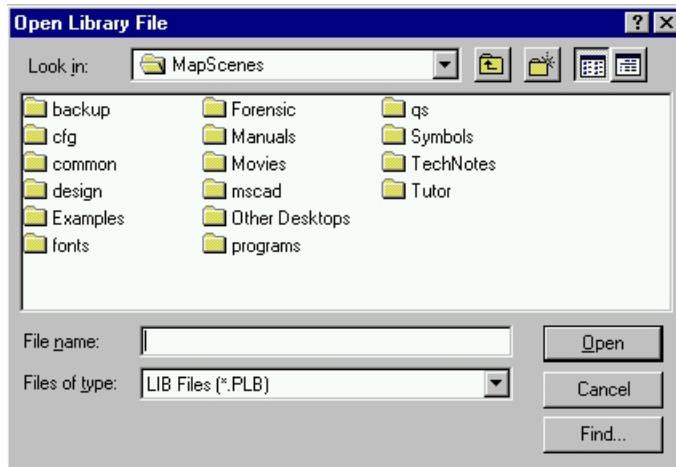 Open Library File
Look in: MapScenes
backup Forensic qs
cfg Manuals Symbols
common Movies TechNotes
design mscad Tutor
Examples Other Desktops
fonts programs
File name: Open
Files of type: LIB Files (*.PLB) Cancel
Find...